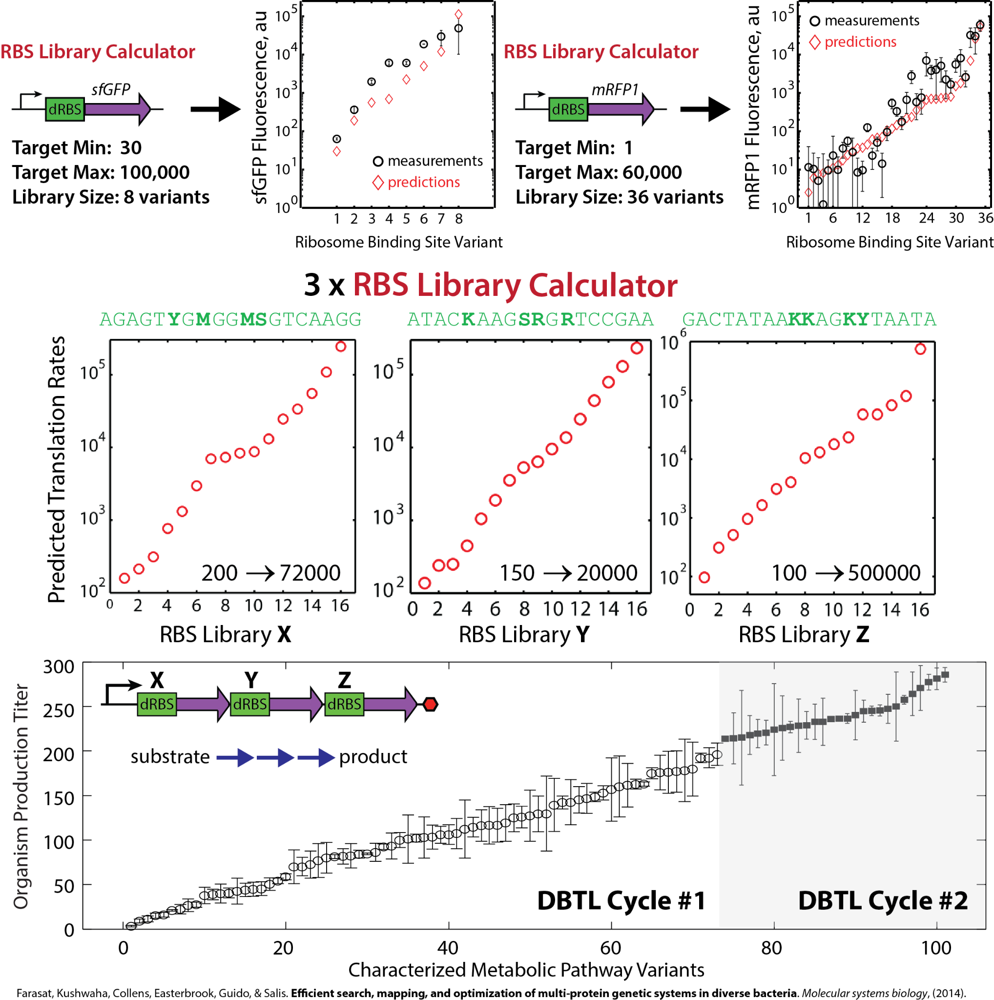 RBS Library Calculator
sfGFP
dRBS
Target Min: 30
Target Max: 100,000
Library Size: 8 variants
sfGFP Fluorescence, au
10^5
10^4
10^3
10^2
10^1
10^0
measurements
predictions
1 2 3 4 5 6 7 8
Ribosome Binding Site Variant
RBS Library Calculator
mRFP1
dRBS
Target Min: 1
Target Max: 60,000
Library Size: 36 variants
mRFP1 Fluorescence, au
10^5
10^4
10^3
10^2
10^1
10^0
measurements
predictions
1 6 12 18 24 30 36
Ribosome Binding Site Variant
3 x RBS Library Calculator
AGAGTYGMGGMSGTCAAGG
Predicted Translation Rates
10^5
10^4
10^3
10^2
200 → 72000
0 2 4 6 8 10 12 14 16
RBS Library X
ATACKAAGSRGRTCCGAA
10^5
10^4
10^3
10^2
150 → 20000
0 2 4 6 8 10 12 14 16
RBS Library Y
GACTATAAKKAGKYTAATA
10^6
10^5
10^4
10^3
10^2
100 → 500000
0 2 4 6 8 10 12 14 16
RBS Library Z
Organism Production Titer
300
250
200
150
100
50
0
X Y Z
dRBS dRBS dRBS
substrate product
DBTL Cycle #1
DBTL Cycle #2
0 20 40 60 80 100
Characterized Metabolic Pathway Variants
Farasat, Kushwaha, Collens, Easterbrook, Guido, & Salis. Efficient search, mapping, and optimization of multi-protein genetic systems in diverse bacteria. Molecular systems biology, (2014).